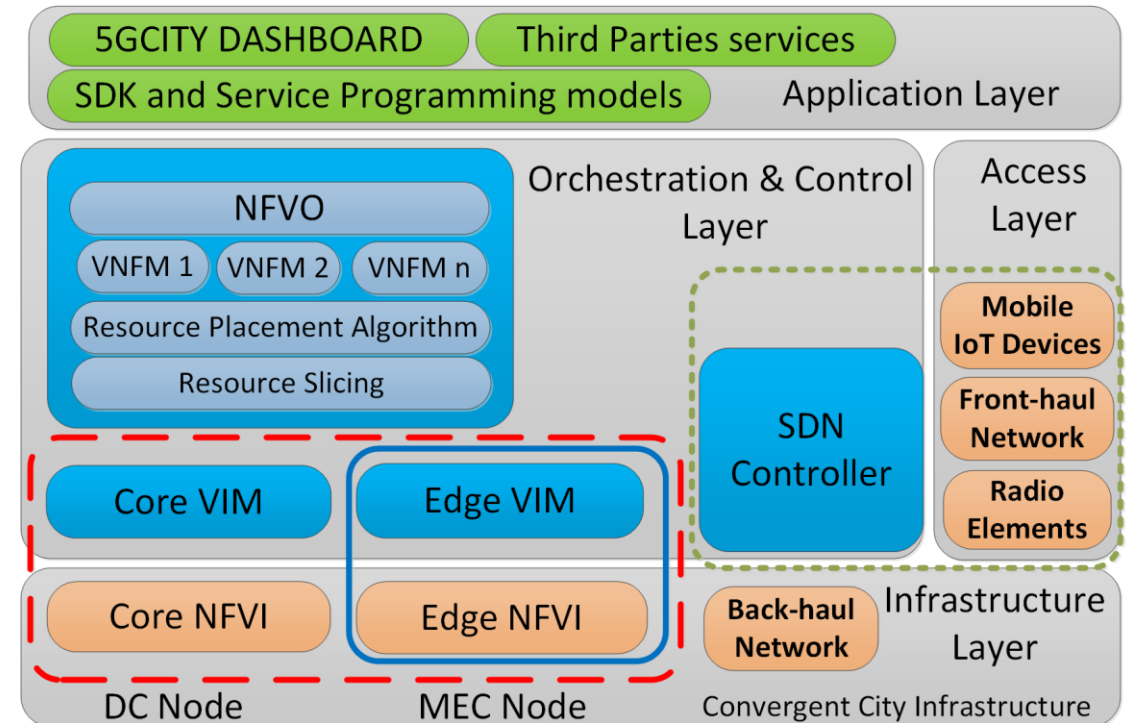 5GCITY DASHBOARD
Third Parties services
SDK and Service Programming models
Application Layer
Orchestration & Control
Layer
NFVO
VNFM 1
VNFM 2
VNFM n
Resource Placement Algorithm
Resource Slicing
Access
Layer
Mobile
IoT Devices
Front-haul
Network
Radio
Elements
SDN
Controller
Core VIM
Edge VIM
Core NFVI
Edge NFVI
Back-haul
Network
Infrastructure
Layer
DC Node
MEC Node
Convergent City Infrastructure